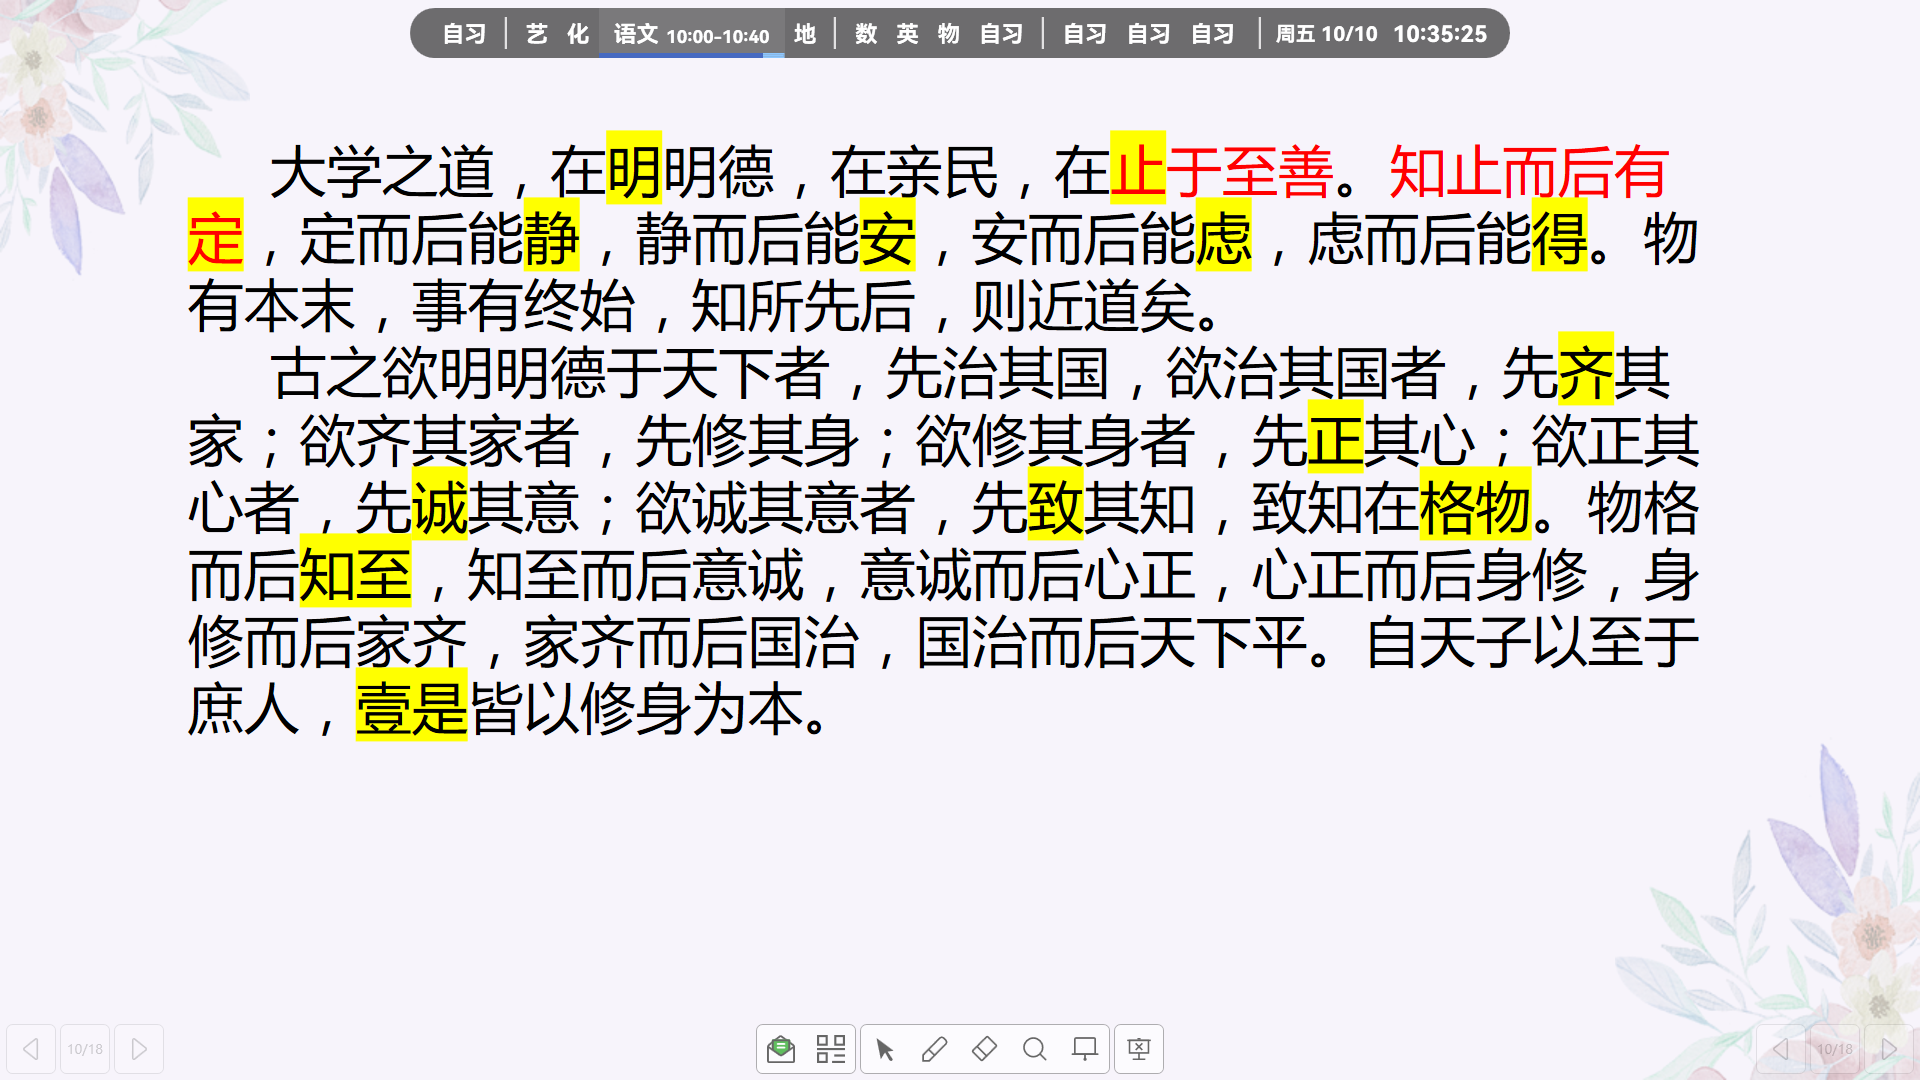 自习 艺 化 语文 10:00-10:40 地 数 英 物 自习 自习 自习 自习 周五 10/10 10:35:25
大学之道，在明明德，在亲民，在止于至善。知止而后有
定，定而后能静，静而后能安，安而后能虑，虑而后能得。物
有本末，事有终始，知所先后，则近道矣。
古之欲明明德于天下者，先治其国，欲治其国者，先齐其
家；欲齐其家者，先修其身；欲修其身者，先正其心；欲正其
心者，先诚其意；欲诚其意者，先致其知，致知在格物。物格
而后知至，知至而后意诚，意诚而后心正，心正而后身修，身
修而后家齐，家齐而后国治，国治而后天下平。自天子以至于
庶人，壹是皆以修身为本。
10/18 10/18